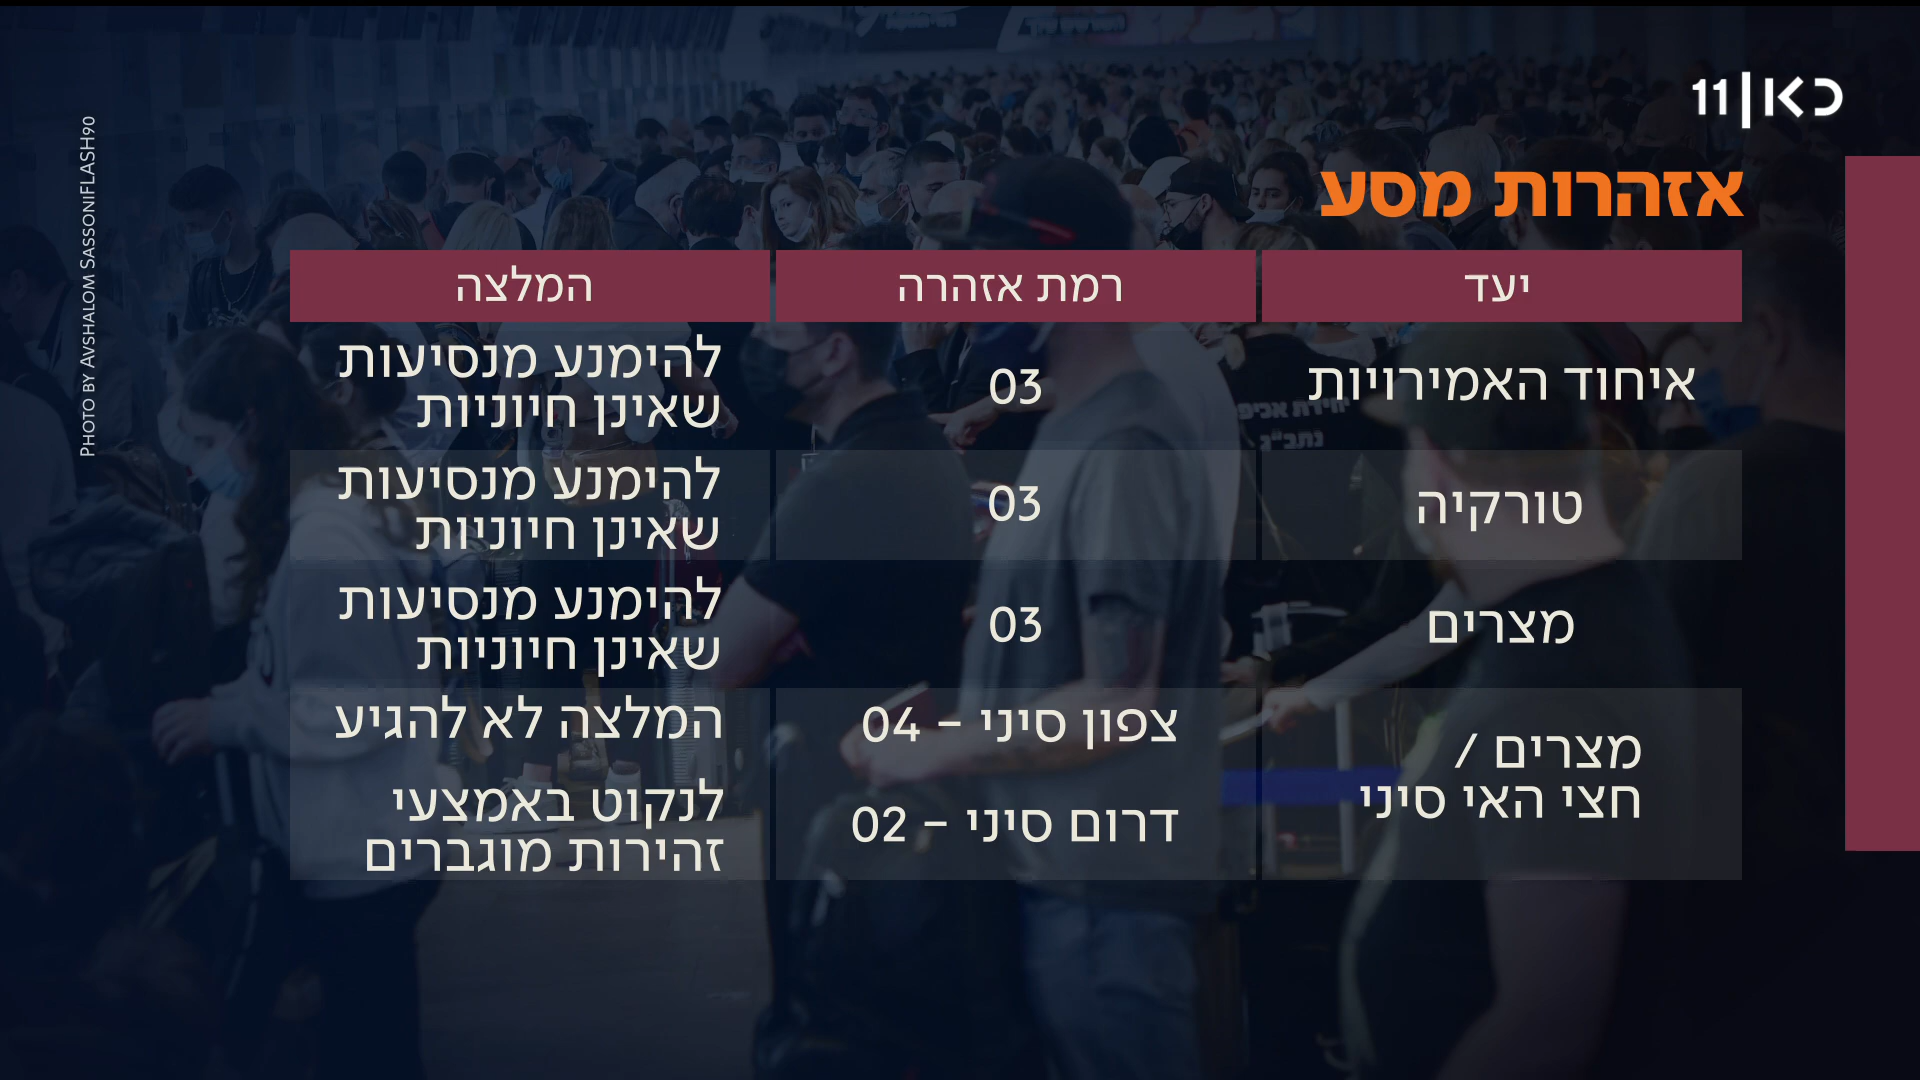 כאן|11
אזהרות מסע
יעד
רמת אזהרה
המלצה
איחוד האמירויות
03
להימנע מנסיעות
שאינן חיוניות
טורקיה
03
להימנע מנסיעות
שאינן חיוניות
מצרים
03
להימנע מנסיעות
שאינן חיוניות
מצרים /
חצי האי סיני
צפון סיני – 04
המלצה לא להגיע
דרום סיני – 02
לנקוט באמצעי
זהירות מוגברים
PHOTO BY AVSHALOM SASSONIFLASH90
נתב"ג